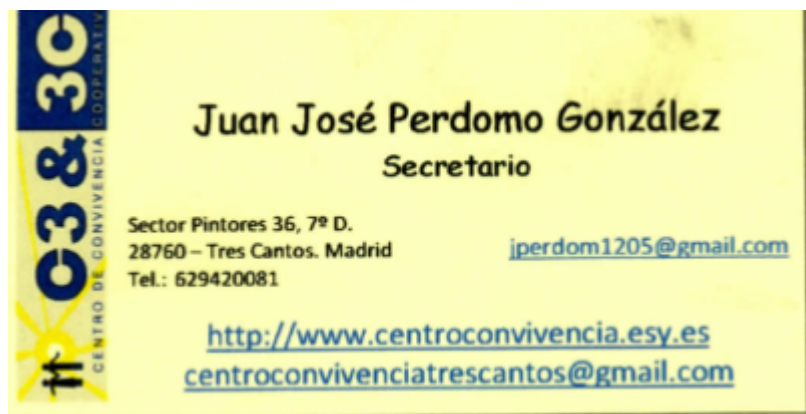 C3 & 3C
CENTRO DE CONVIVENCIA COOPERATIV
Juan José Perdomo González
Secretario
Sector Pintores 36, 7º D.
28760 – Tres Cantos. Madrid
Tel.: 629420081
jperdom1205@gmail.com
http://www.centroconvivencia.esy.es
centroconvivenciatrescantos@gmail.com